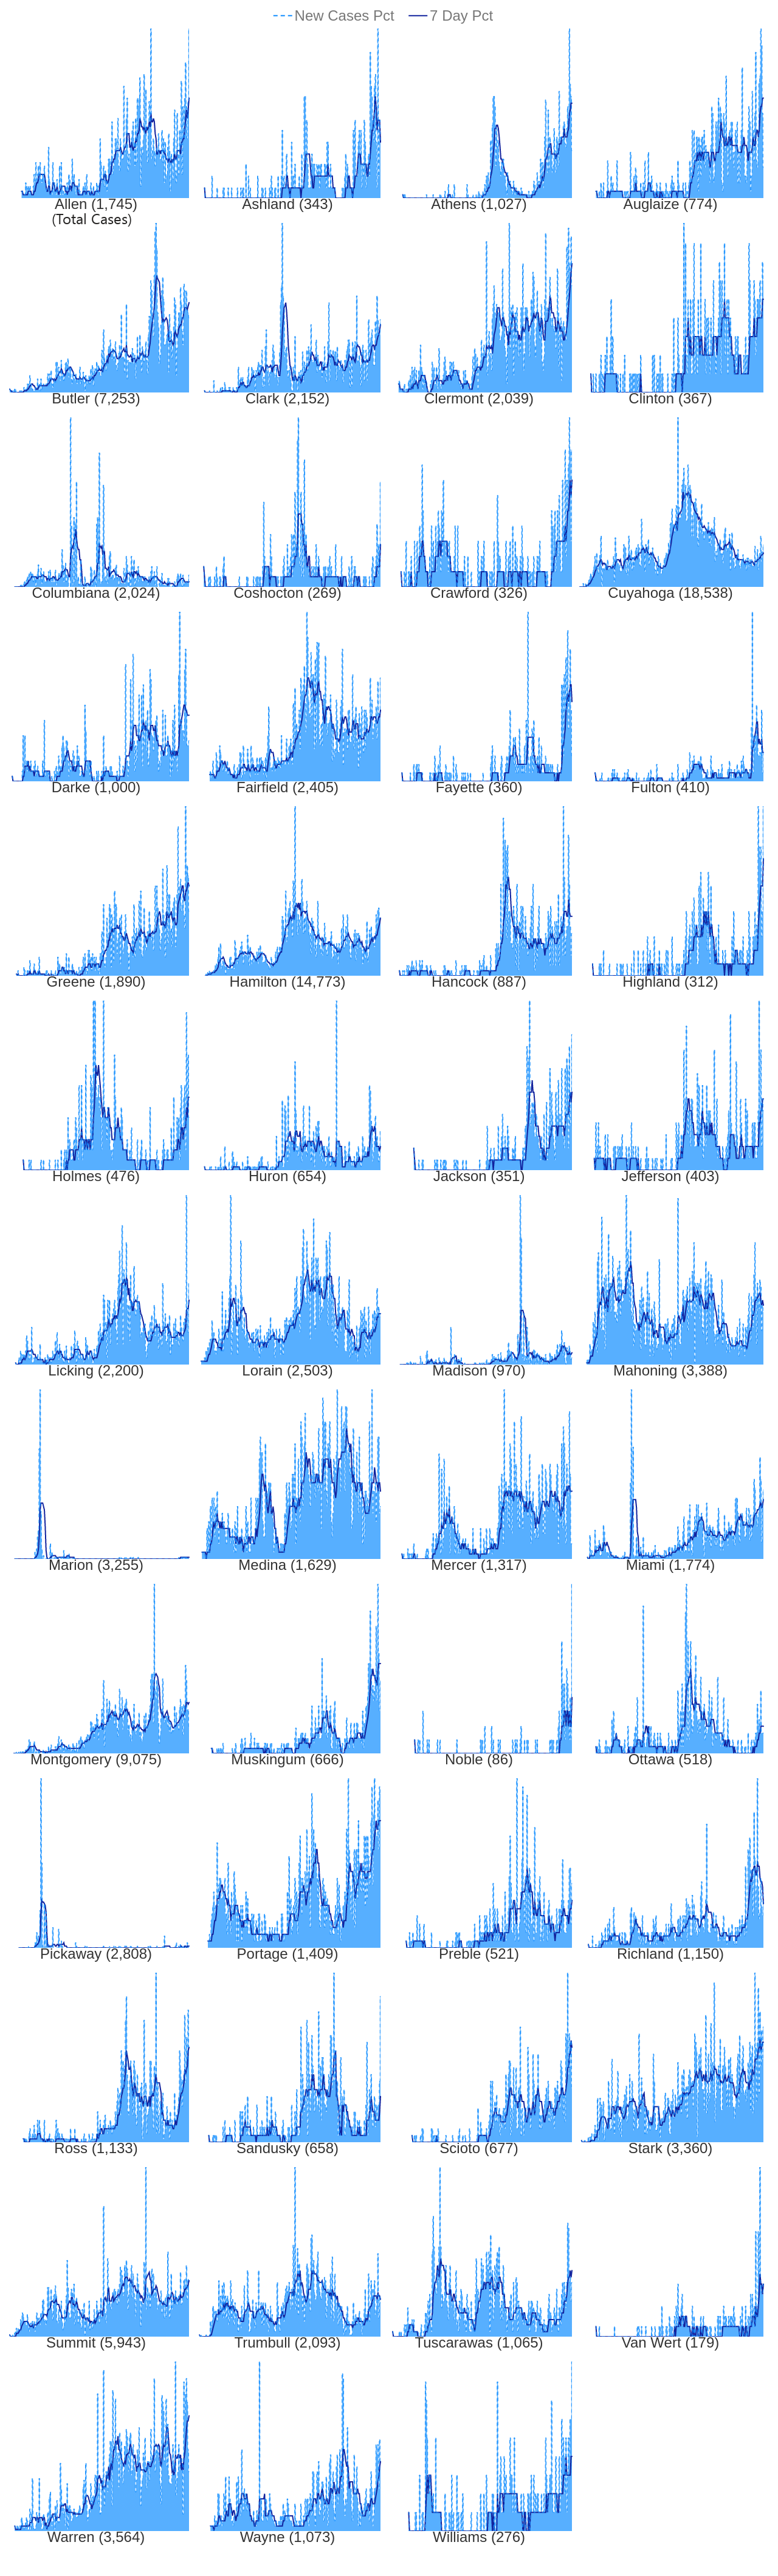 New Cases Pct 7 Day Pct
Allen (1,745) Ashland (343) Athens (1,027) Auglaize (774)
(Total Cases)
Butler (7,253) Clark (2,152) Clermont (2,039) Clinton (367)
Columbiana (2,024) Coshocton (269) Crawford (326) Cuyahoga (18,538)
Darke (1,000) Fairfield (2,405) Fayette (360) Fulton (410)
Greene (1,890) Hamilton (14,773) Hancock (887) Highland (312)
Holmes (476) Huron (654) Jackson (351) Jefferson (403)
Licking (2,200) Lorain (2,503) Madison (970) Mahoning (3,388)
Marion (3,255) Medina (1,629) Mercer (1,317) Miami (1,774)
Montgomery (9,075) Muskingum (666) Noble (86) Ottawa (518)
Pickaway (2,808) Portage (1,409) Preble (521) Richland (1,150)
Ross (1,133) Sandusky (658) Scioto (677) Stark (3,360)
Summit (5,943) Trumbull (2,093) Tuscarawas (1,065) Van Wert (179)
Warren (3,564) Wayne (1,073) Williams (276)